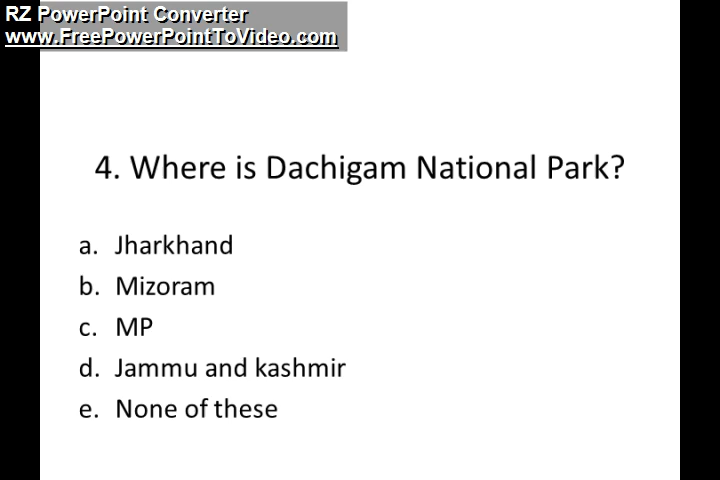 RZ PowerPoint Converter
www.FreePowerPointToVideo.com
4. Where is Dachigam National Park?
a. Jharkhand
b. Mizoram
c. MP
d. Jammu and kashmir
e. None of these